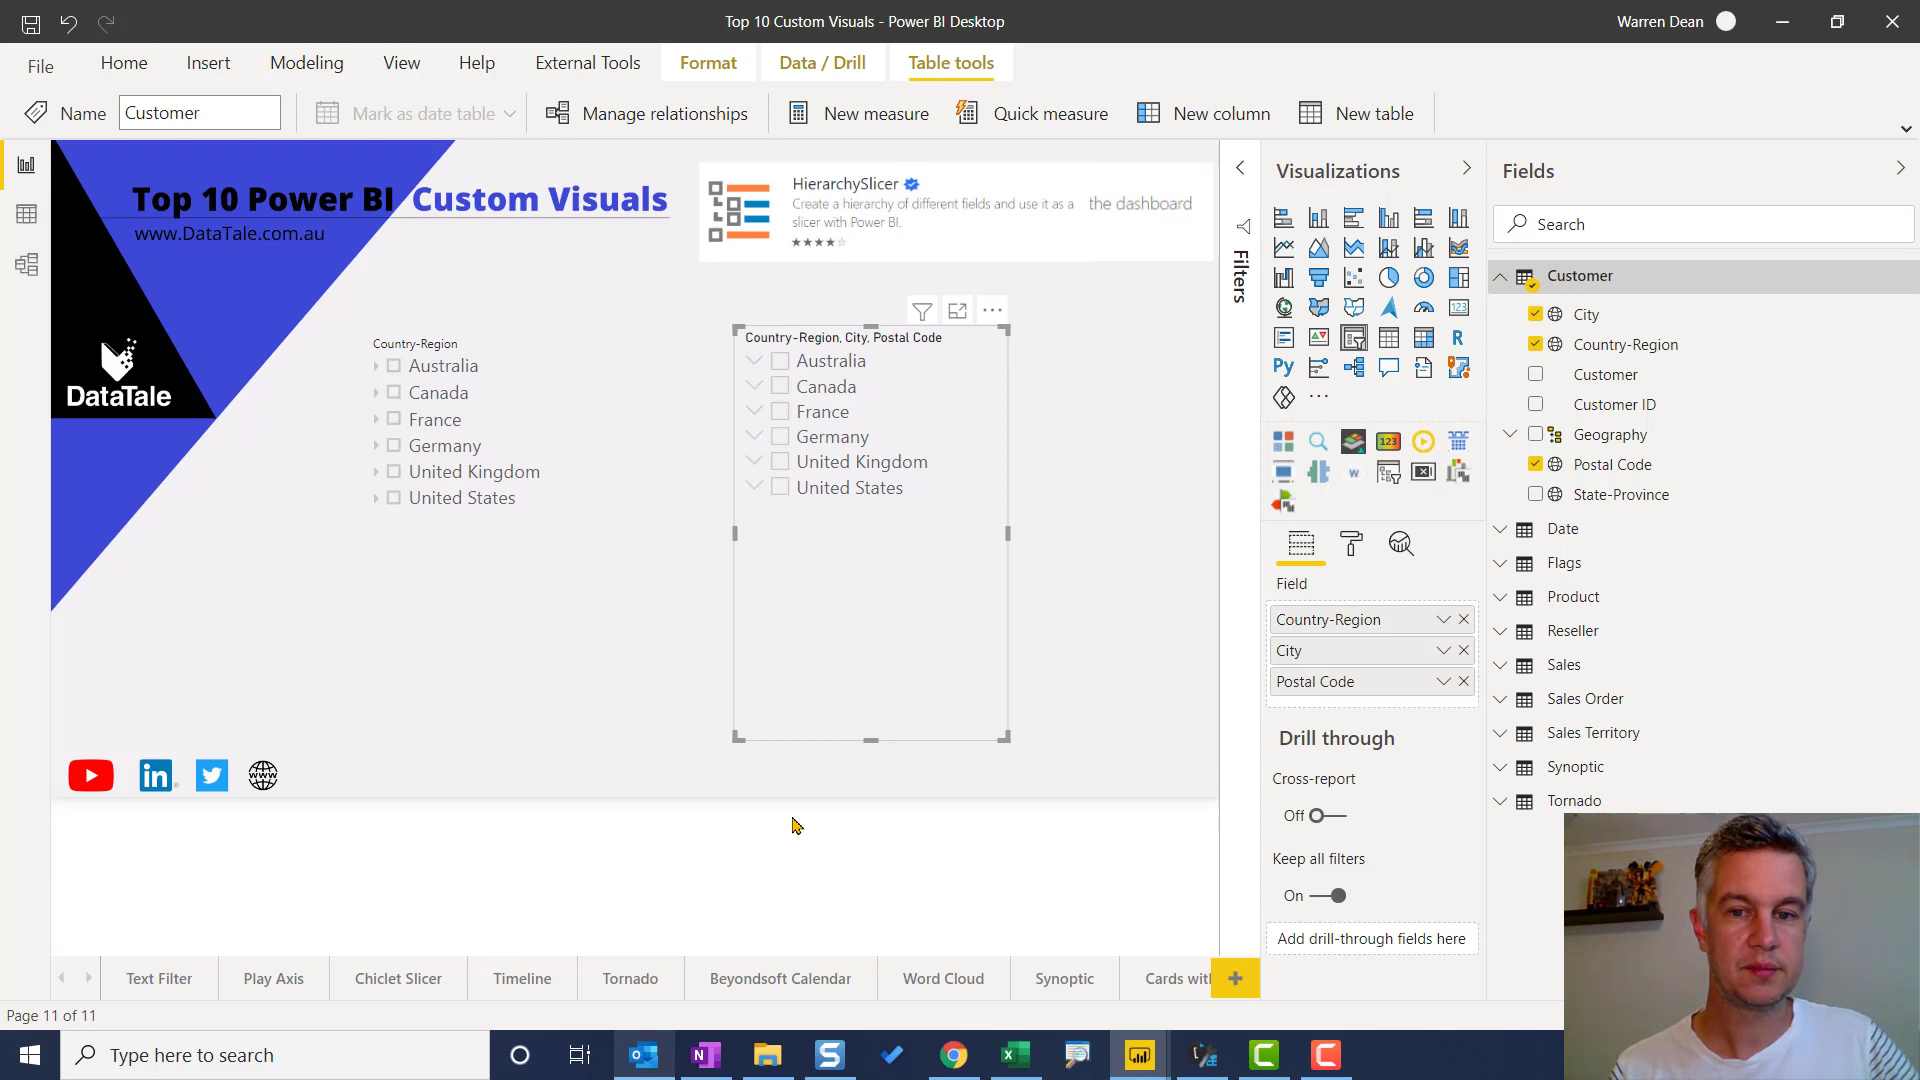 Top 10 Custom Visuals - Power BI Desktop
Warren Dean
File
Home
Insert
Modeling
View
Help
External Tools
Format
Data / Drill
Table tools
Name
Customer
Mark as date table
Manage relationships
New measure
Quick measure
New column
New table
Top 10 Power BI Custom Visuals
www.DataTale.com.au
DataTale
HierarchySlicer
Create a hierarchy of different fields and use it as a
slicer with Power BI.
the dashboard
Country-Region
Australia
Canada
France
Germany
United Kingdom
United States
Country-Region, City, Postal Code
Australia
Canada
France
Germany
United Kingdom
United States
in
www
Filters
Visualizations
123
R
Py
123
W
Field
Country-Region
City
Postal Code
Drill through
Cross-report
Off
Keep all filters
On
Add drill-through fields here
Fields
Search
Customer
City
Country-Region
Customer
Customer ID
Geography
Postal Code
State-Province
Date
Flags
Product
Reseller
Sales
Sales Order
Sales Territory
Synoptic
Tornado
Text Filter
Play Axis
Chiclet Slicer
Timeline
Tornado
Beyondsoft Calendar
Word Cloud
Synoptic
Cards with
Page 11 of 11
Type here to search